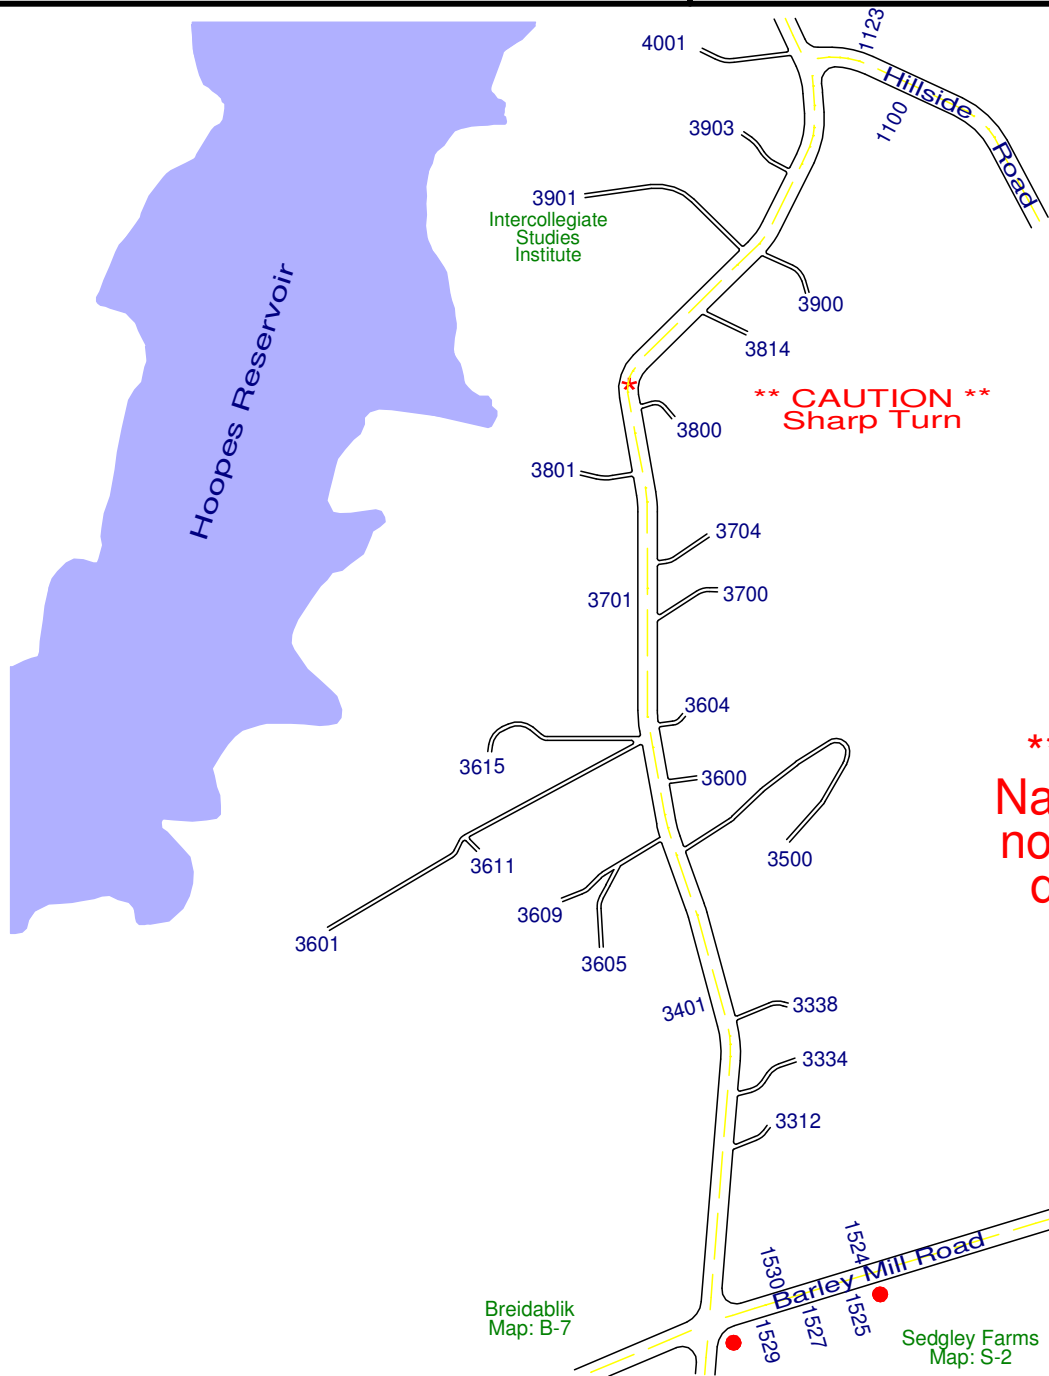 1123
4001
Hillside Road
1100
3903
3901
Intercollegiate
Studies
Institute
3900
3814
Hoopes Reservoir
*
** CAUTION **
Sharp Turn
3800
3801
3704
3701
3700
3604
3615
**
Na
no
3600
3611
3500
3609
3601
3605
3401
3338
3334
3312
1530
1524
Barley Mill Road
1529
1527
1525
Breidablik
Map: B-7
Sedgley Farms
Map: S-2